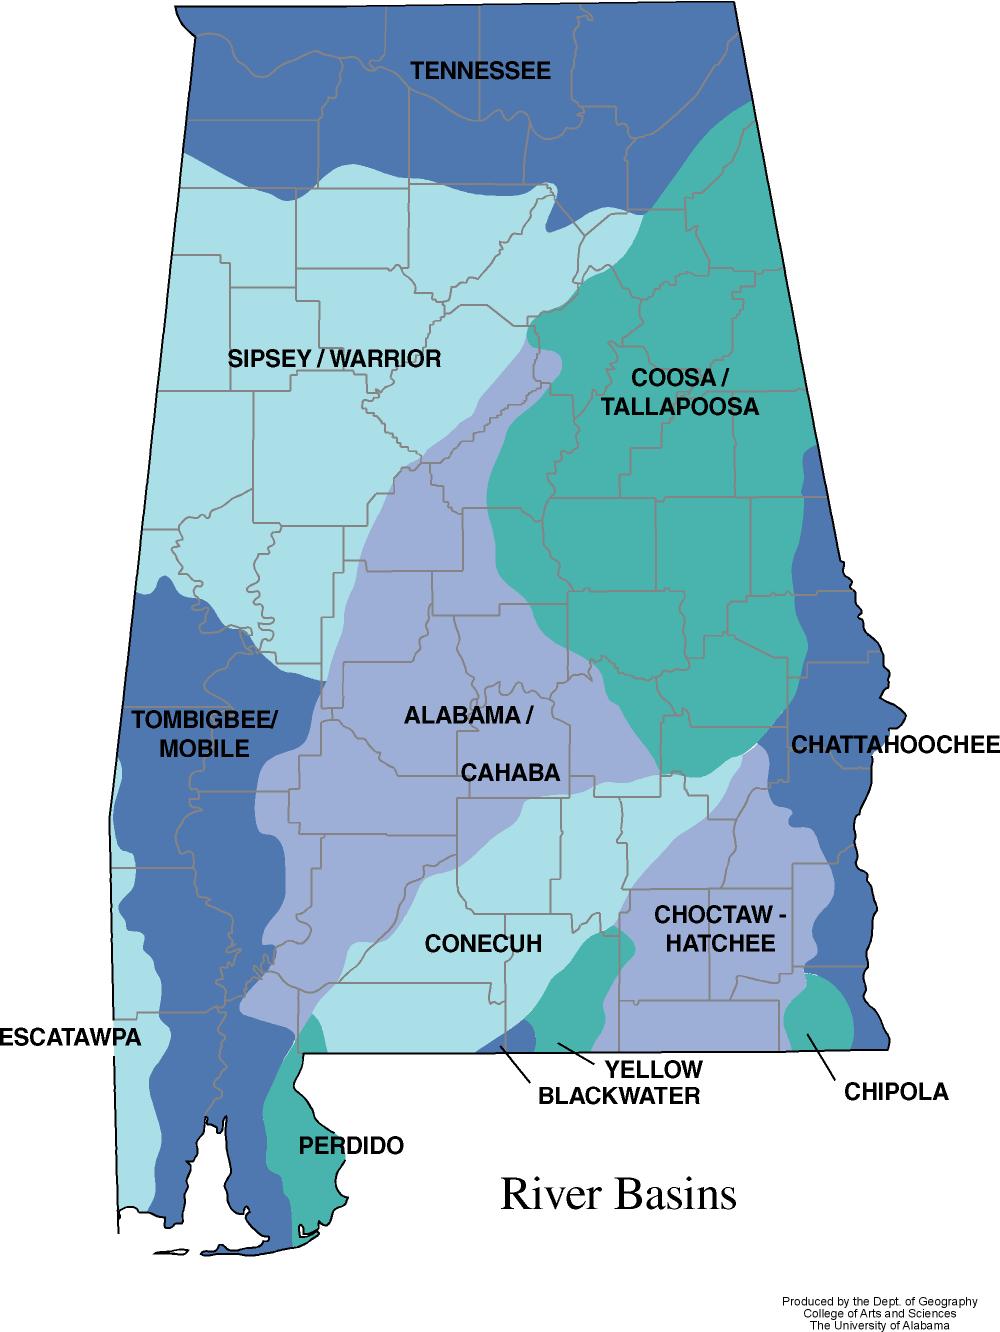 TENNESSEE
SIPSEY / WARRIOR
COOSA /
TALLAPOOSA
TOMBIGBEE/
MOBILE
ALABAMA /
CAHABA
CHATTAHOOCHEE
CHOCTAW -
HATCHEE
CONECUH
ESCATAWPA
YELLOW
BLACKWATER
CHIPOLA
PERDIDO
River Basins
Produced by the Dept. of Geography
College of Arts and Sciences
The University of Alabama